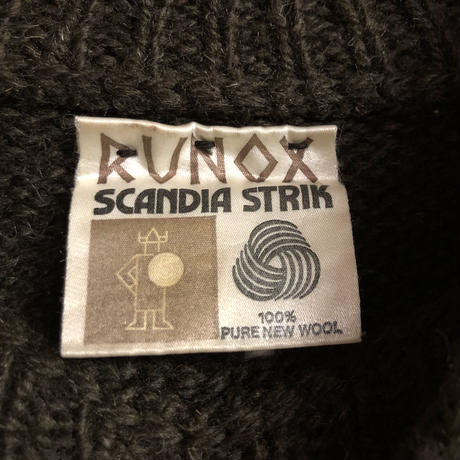 RUNOX
SCANDIA STRIK
100%
PURE NEW WOOL